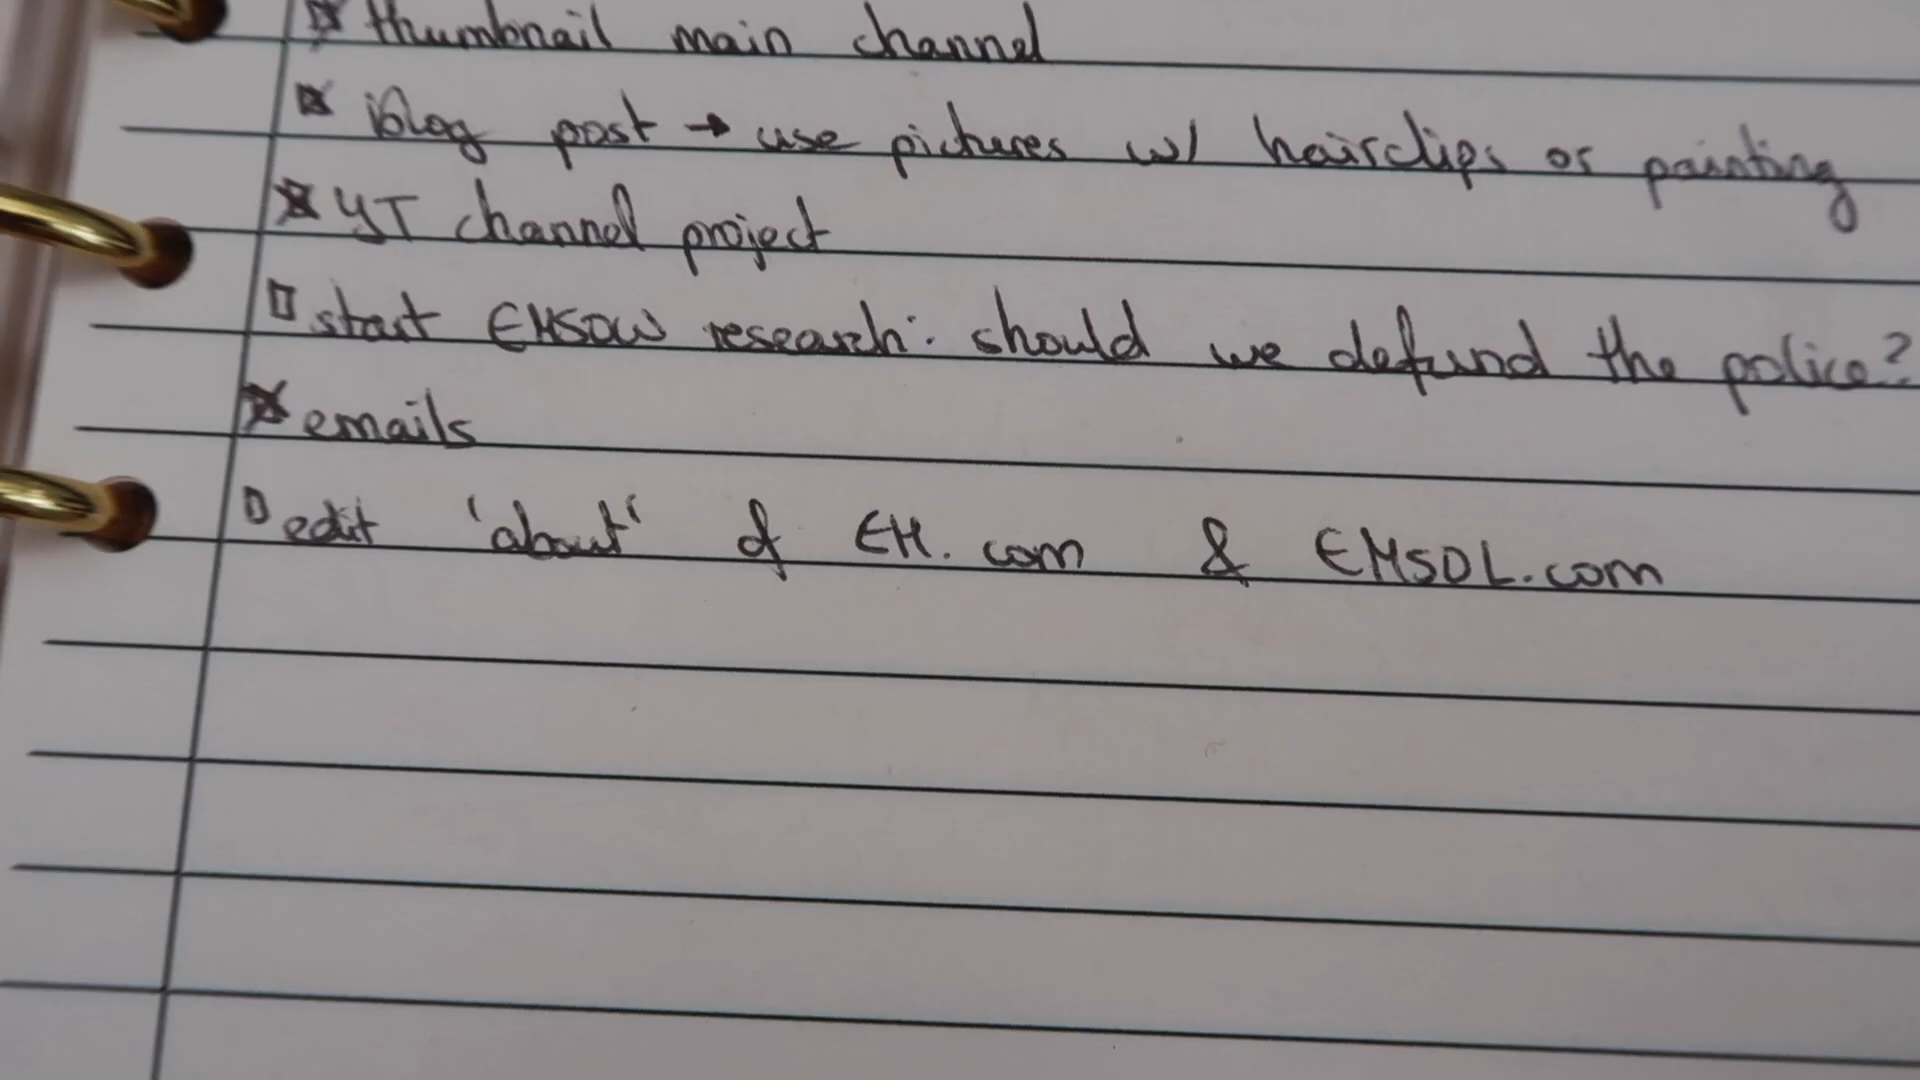 thumbnail main channel
blog post → use pictures w/ hairclips or painting
YT channel project
start EMSOW research: should we defund the police?
emails
edit 'about' of EM.com & EMSOL.com